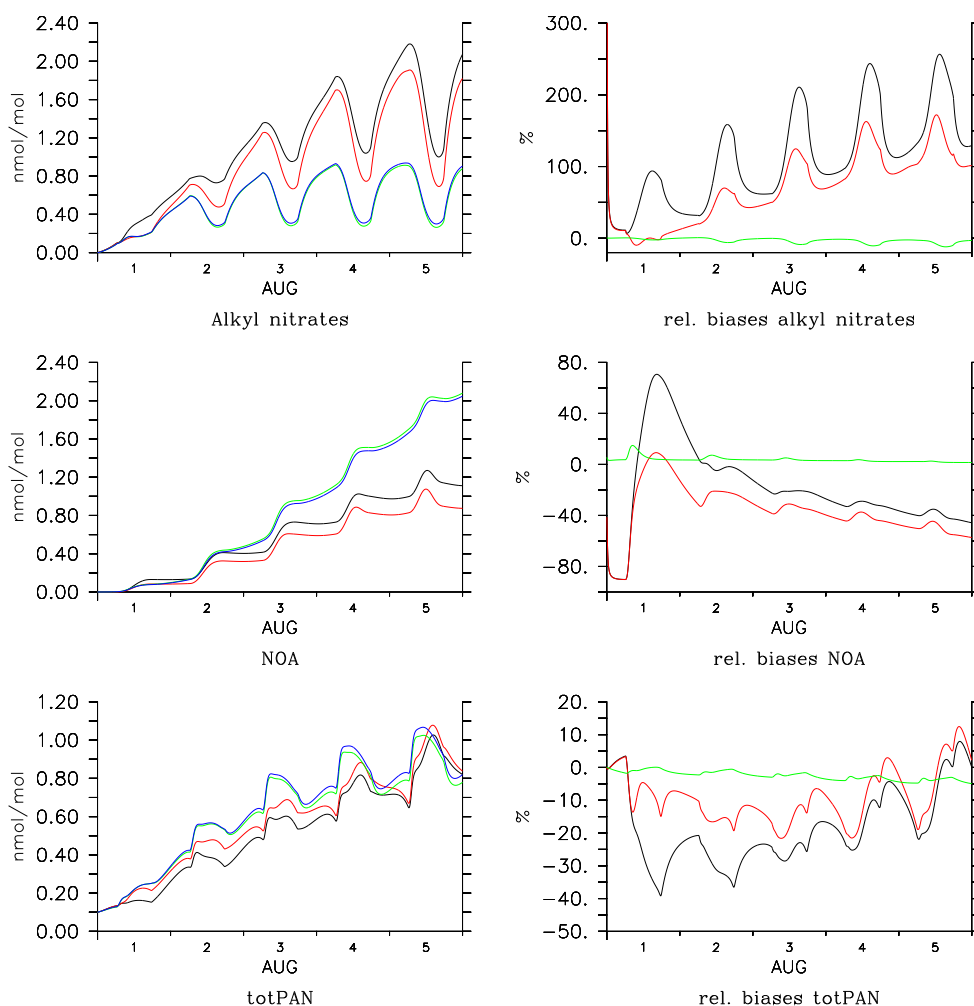 2.40
2.00
1.60
1.20
0.80
0.40
0.00
nmol/mol
1 2 3 4 5
AUG
Alkyl nitrates
300.
200.
100.
0.
%
1 2 3 4 5
AUG
rel. biases alkyl nitrates
2.40
2.00
1.60
1.20
0.80
0.40
0.00
nmol/mol
1 2 3 4 5
AUG
NOA
80.
40.
0.
-40.
-80.
%
1 2 3 4 5
AUG
rel. biases NOA
1.20
1.00
0.80
0.60
0.40
0.20
0.00
nmol/mol
1 2 3 4 5
AUG
totPAN
20.
10.
0.
-10.
-20.
-30.
-40.
-50.
%
1 2 3 4 5
AUG
rel. biases totPAN